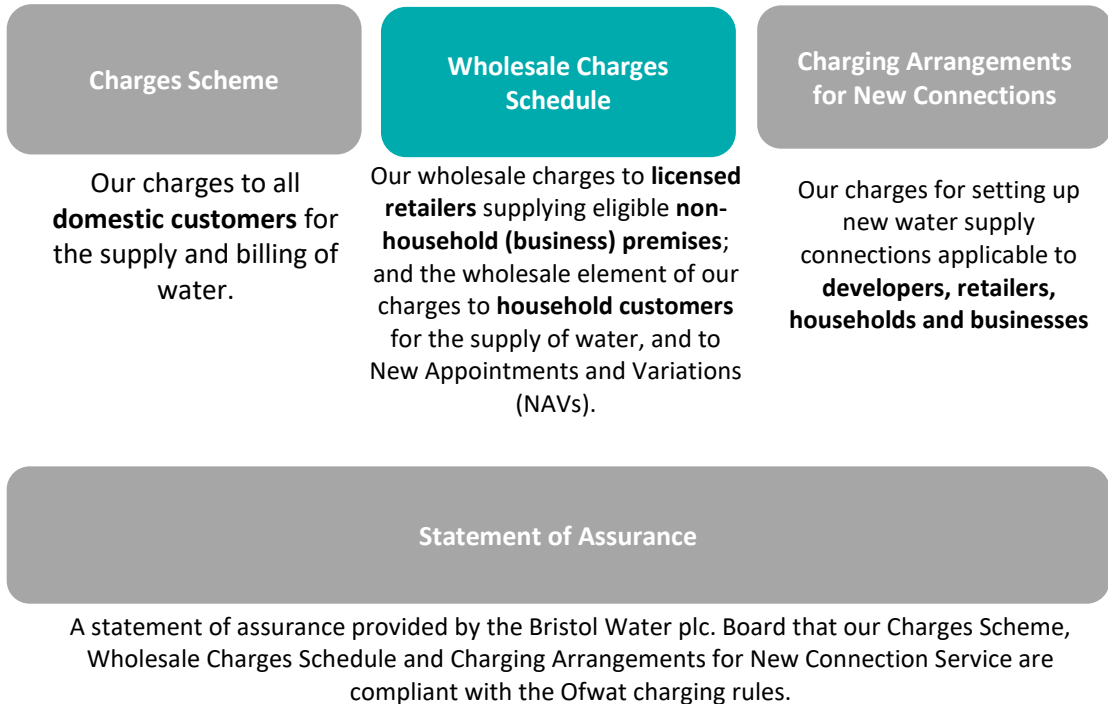 Charges Scheme
Our charges to all
domestic customers for
the supply and billing of
water.
Wholesale Charges
Schedule
Our wholesale charges to licensed
retailers supplying eligible non-
household (business) premises;
and the wholesale element of our
charges to household customers
for the supply of water, and to
New Appointments and Variations
(NAVs).
Charging Arrangements
for New Connections
Our charges for setting up
new water supply
connections applicable to
developers, retailers,
households and businesses
Statement of Assurance
A statement of assurance provided by the Bristol Water plc. Board that our Charges Scheme,
Wholesale Charges Schedule and Charging Arrangements for New Connection Service are
compliant with the Ofwat charging rules.